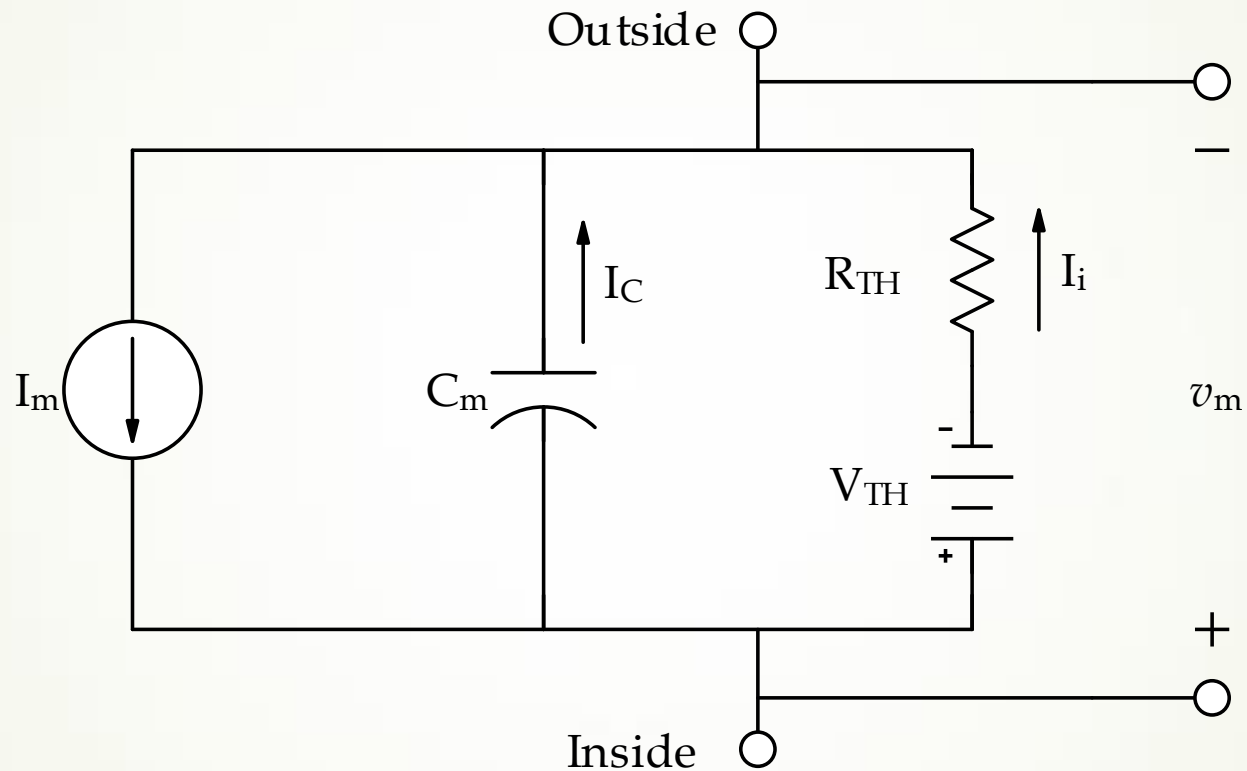 Outside
−
I_C
R_TH
I_i
I_m
C_m
v_m
-
V_TH
+
+
Inside